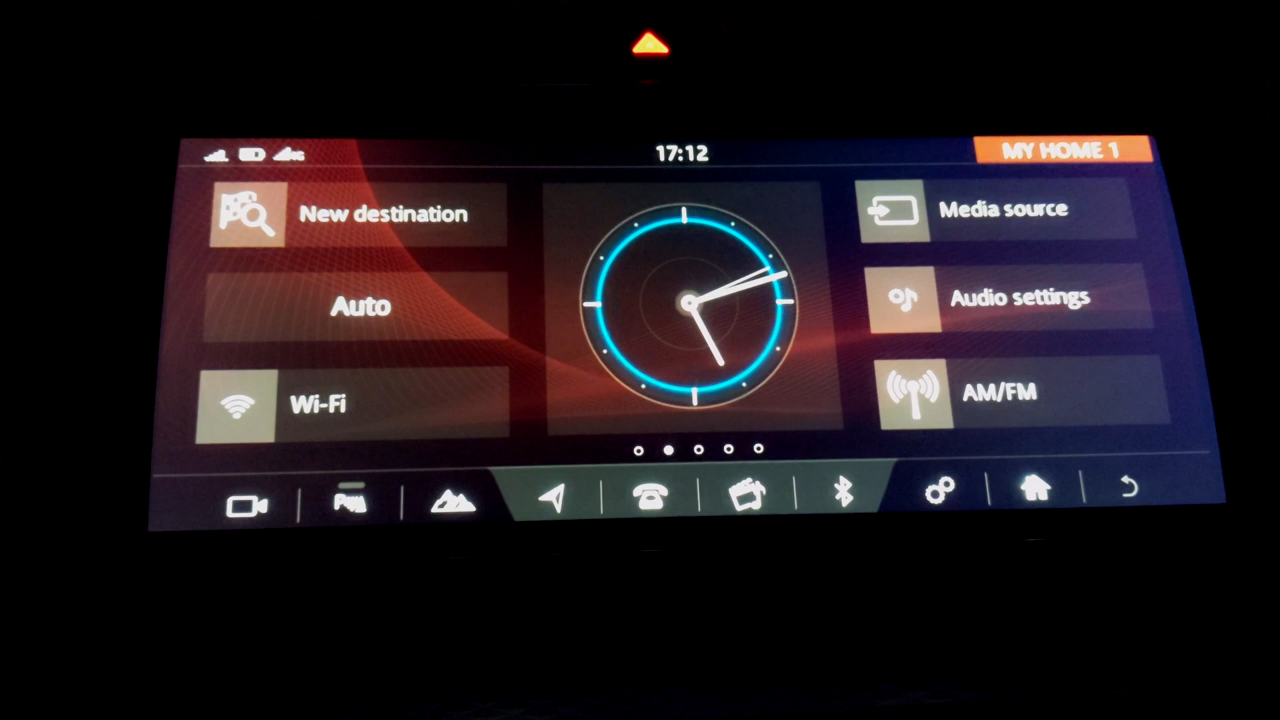 17:12
MY HOME 1
New destination
Media source
Auto
Audio settings
Wi-Fi
AM/FM